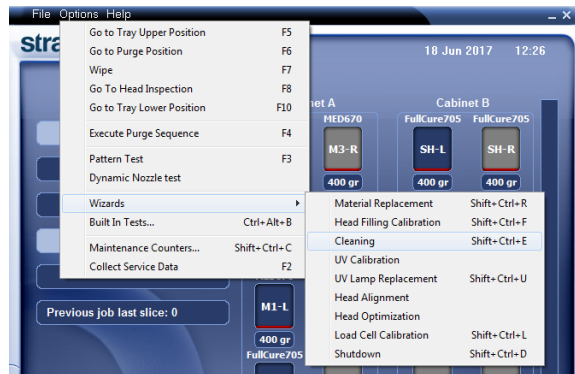 File Options Help
stra
18 Jun 2017 12:26
Go to Tray Upper Position F5
Go to Purge Position F6
Wipe F7
Go To Head Inspection F8
Go to Tray Lower Position F10
Execute Purge Sequence F4
Pattern Test F3
Dynamic Nozzle test
Wizards
Built In Tests... Ctrl+Alt+B
Maintenance Counters... Shift+Ctrl+C
Collect Service Data F2
net A
MED670
M3-R
400 gr
Cabinet B
FullCure705 FullCure705
SH-L SH-R
400 gr 400 gr
Material Replacement Shift+Ctrl+R
Head Filling Calibration Shift+Ctrl+F
Cleaning Shift+Ctrl+E
UV Calibration
UV Lamp Replacement Shift+Ctrl+U
Head Alignment
Head Optimization
Load Cell Calibration Shift+Ctrl+L
Shutdown Shift+Ctrl+D
Previous job last slice: 0
M1-L
400 gr
FullCure705